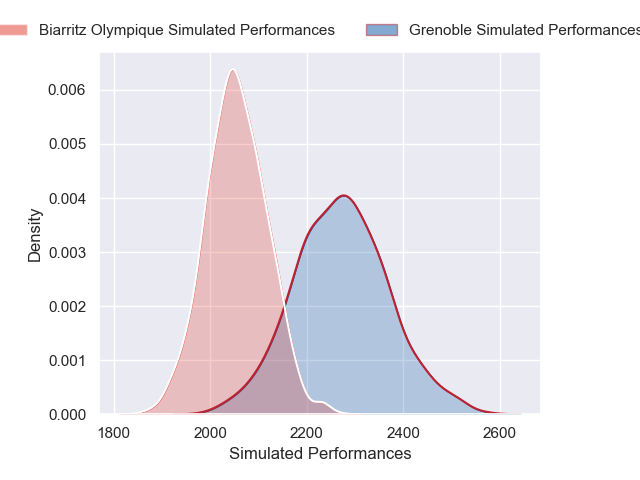 Biarritz Olympique Simulated Performances
Grenoble Simulated Performances
0.006
0.005
0.004
0.003
0.002
0.001
0.000
Density
1800 2000 2200 2400 2600
Simulated Performances